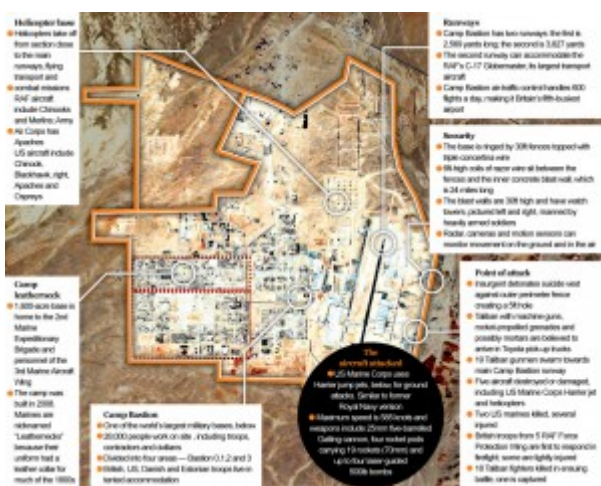 Helicopter base
Helicopters take off
from section close
to the main
runways, flying
transport and
combat missions
RAF aircraft
include Chinooks
and Merlins; Army
Air Corps has
Apaches
US aircraft include
Chinook,
Blackhawk, right,
Apaches and
Ospreys
Runways
Camp Bastion has two runways: the first is
yards long; the second is 3,827 yards
The second runway can accommodate the
RAF's C-17 Globemaster, its largest transport
aircraft
Camp Bastion air traffic control handles 600
flights a day, making it Britain's fifth-busiest
airport
Security
The base is ringed by 30ft fences topped with
triple concertina wire
coils of razor wire sit between the
fences and the inner concrete blast wall, which
is 24 miles long
The blast walls are 30ft high and have watch
towers, pictured left and right, manned by
heavily armed soldiers
Radar, cameras and motion sensors can
monitor movement on the ground and in the air
Point of attack
Insurgent detonates suicide vest
against outer perimeter fence
creating a 5ft hole
Taliban with machine guns,
rocket-propelled grenades and
possibly mortars are believed to
arrive in Toyota pick-up trucks
19 Taliban gunmen swarm towards
main Camp Bastion runway
Five aircraft destroyed or damaged,
including US Marine Corps Harrier jet
and helicopters
Two US marines killed, several
injured
British troops from 5 RAF Force
Protection Wing are first to respond in
firefight; some are lightly injured
18 Taliban fighters killed in ensuing
battle; one is captured
Camp
leatherneck
1,600-acre base is
home to the 2nd
Marine
Expeditionary
Brigade and
personnel of the
3rd Marine Aircraft
Wing
The camp was
built in 2008.
Marines are
nicknamed
"Leathernecks"
because their
uniform had a
leather collar for
much of the 1800s
Camp Bastion
One of the world's largest military bases, below
people work on site, including troops,
contractors and civilians
Divided into four areas — Bastion 0,1,2 and 3
British, US, Danish and Estonian troops live in
tented accommodation
The
aircraft attacked
US Marine Corps uses
Harrier jump jets, below, for ground
attacks. Similar to former
Royal Navy version
Maximum speed is knots and
weapons include 25mm five-barrelled
Gatling cannon, four rocket pods
carrying 19 rockets (70mm) and
up to four laser-guided
500lb bombs